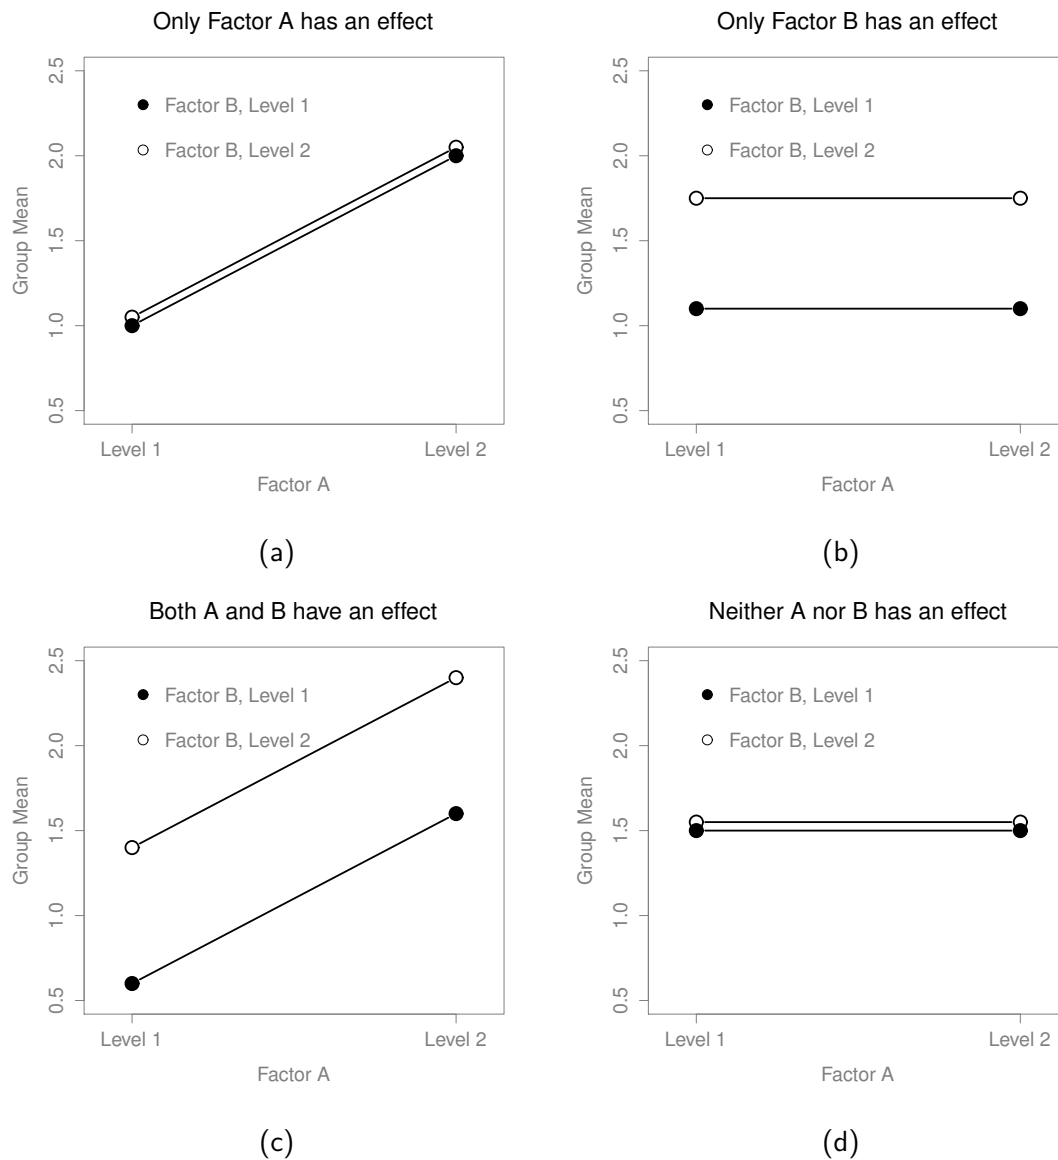 Only Factor A has an effect
2.5
Factor B, Level 1
Factor B, Level 2
2.0
1.5
1.0
0.5
Group Mean
Level 1
Level 2
Factor A
(a)
Only Factor B has an effect
2.5
Factor B, Level 1
Factor B, Level 2
2.0
1.5
1.0
0.5
Group Mean
Level 1
Level 2
Factor A
(b)
Both A and B have an effect
2.5
Factor B, Level 1
Factor B, Level 2
2.0
1.5
1.0
0.5
Group Mean
Level 1
Level 2
Factor A
(c)
Neither A nor B has an effect
2.5
Factor B, Level 1
Factor B, Level 2
2.0
1.5
1.0
0.5
Group Mean
Level 1
Level 2
Factor A
(d)